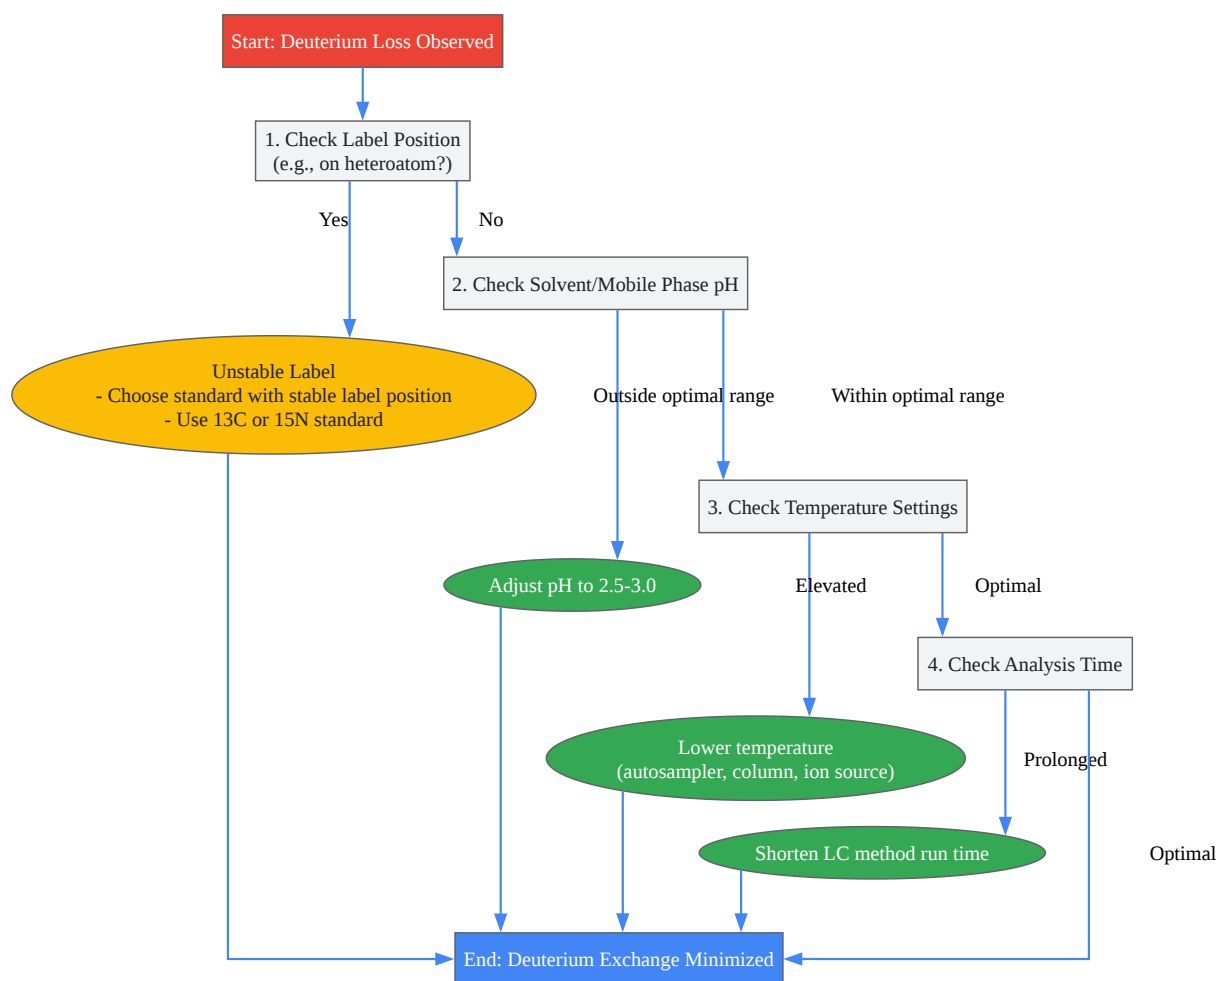 Start: Deuterium Loss Observed
1. Check Label Position
(e.g., on heteroatom?)
Yes
No
2. Check Solvent/Mobile Phase pH
Unstable Label
- Choose standard with stable label position
- Use 13C or 15N standard
Outside optimal range
Within optimal range
3. Check Temperature Settings
Adjust pH to 2.5-3.0
Elevated
Optimal
4. Check Analysis Time
Lower temperature
(autosampler, column, ion source)
Prolonged
Shorten LC method run time
Optimal
End: Deuterium Exchange Minimized